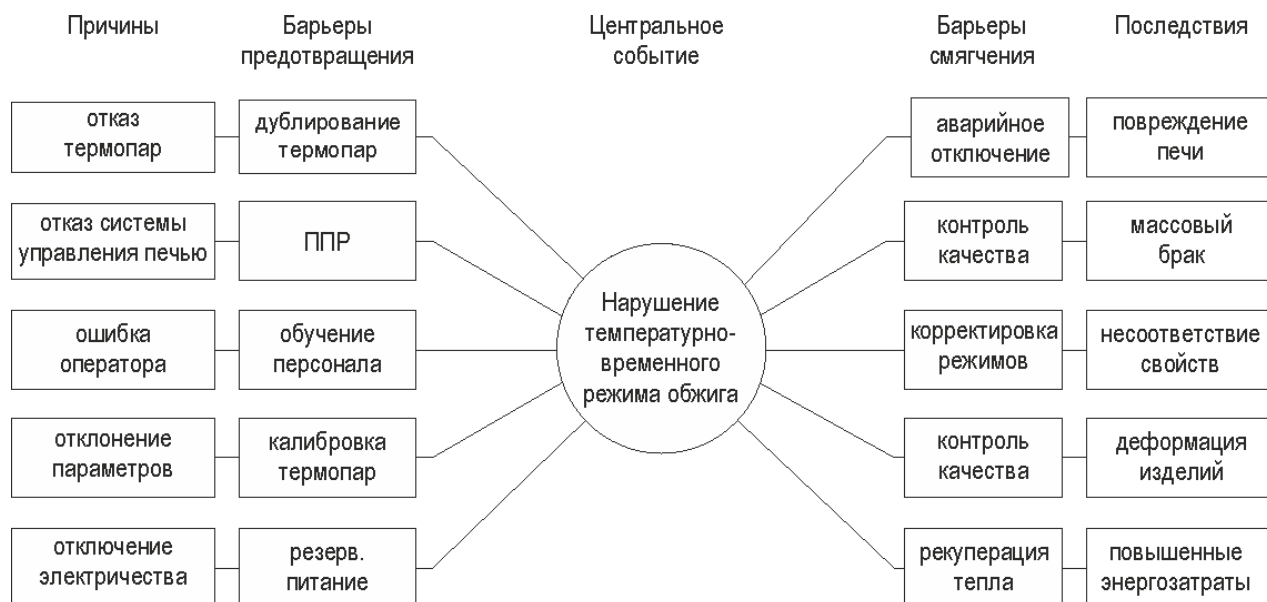 Причины
Барьеры
предотвращения
Центральное
событие
Барьеры
смягчения
Последствия
отказ
термопар
дублирование
термопар
аварийное
отключение
повреждение
печи
отказ системы
управления печью
ППР
контроль
качества
массовый
брак
Нарушение
температурно-
временного
режима обжига
ошибка
оператора
обучение
персонала
корректировка
режимов
несоответствие
свойств
отклонение
параметров
калибровка
термопар
контроль
качества
деформация
изделий
отключение
электричества
резерв.
питание
рекуперация
тепла
повышенные
энергозатраты